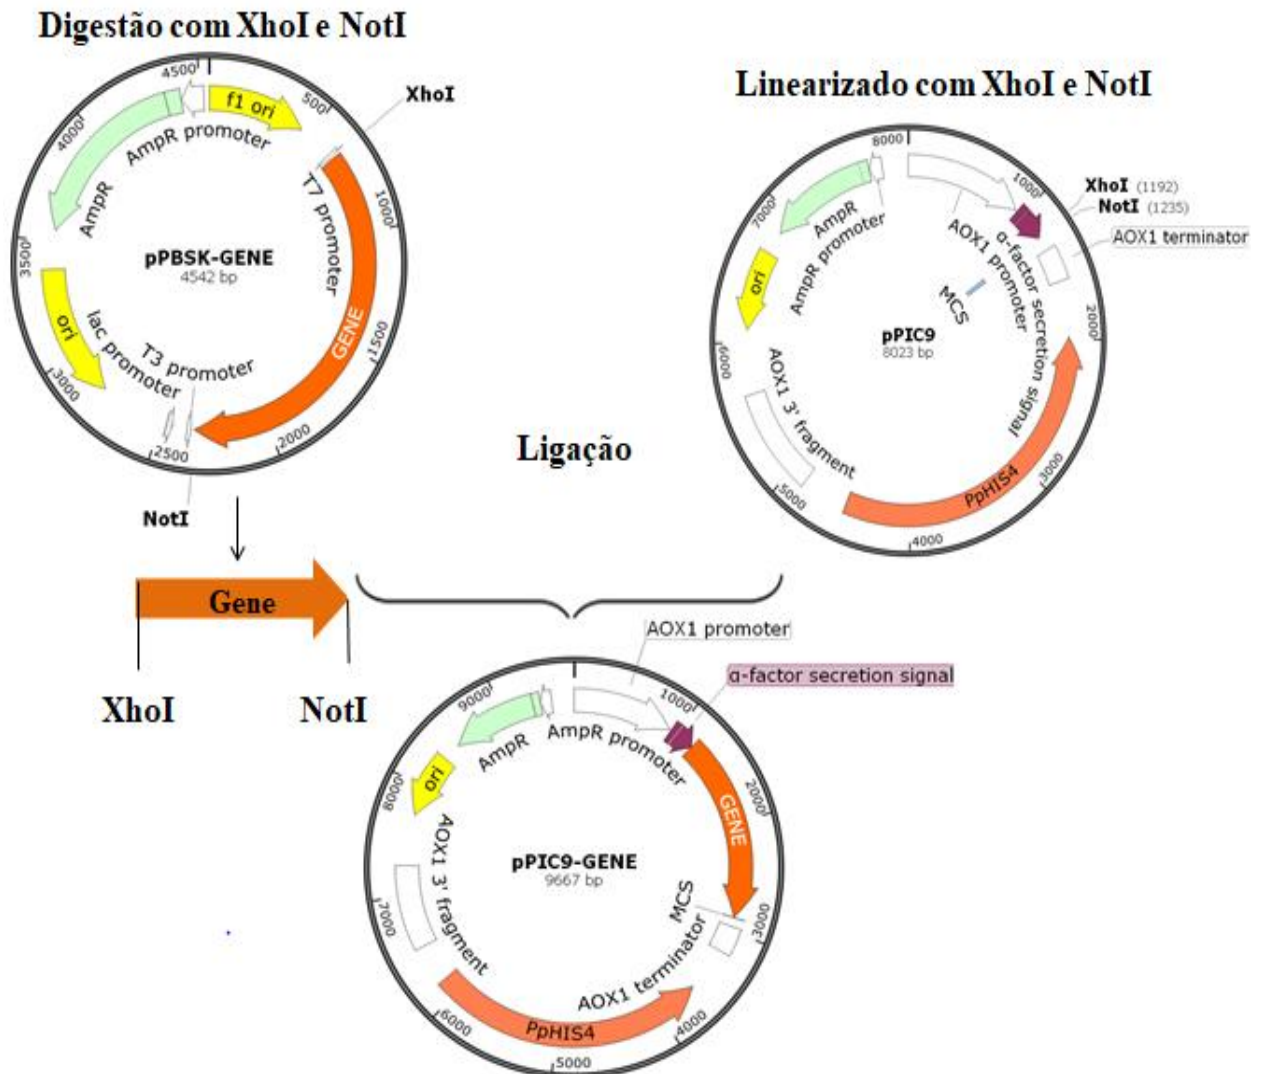 Digestão com XhoI e NotI
4500
500
1000
1500
2000
2500
3000
3500
4000
f1 ori
XhoI
AmpR promoter
AmpR
T7 promoter
pPBSK-GENE
4542 bp
GENE
ori
lac promoter
T3 promoter
NotI
Linearizado com XhoI e NotI
8000
1000
2000
3000
4000
5000
6000
7000
XhoI (1192)
NotI (1235)
AOX1 terminator
AmpR
AmpR promoter
AOX1 promoter
α-factor secretion signal
MCS
ori
pPIC9
8023 bp
AOX1 3' fragment
PpHIS4
Ligação
Gene
XhoI
NotI
AOX1 promoter
α-factor secretion signal
9000
1000
2000
3000
4000
5000
6000
7000
8000
AmpR promoter
AmpR
ori
GENE
pPIC9-GENE
9667 bp
AOX1 3' fragment
MCS
AOX1 terminator
PpHIS4